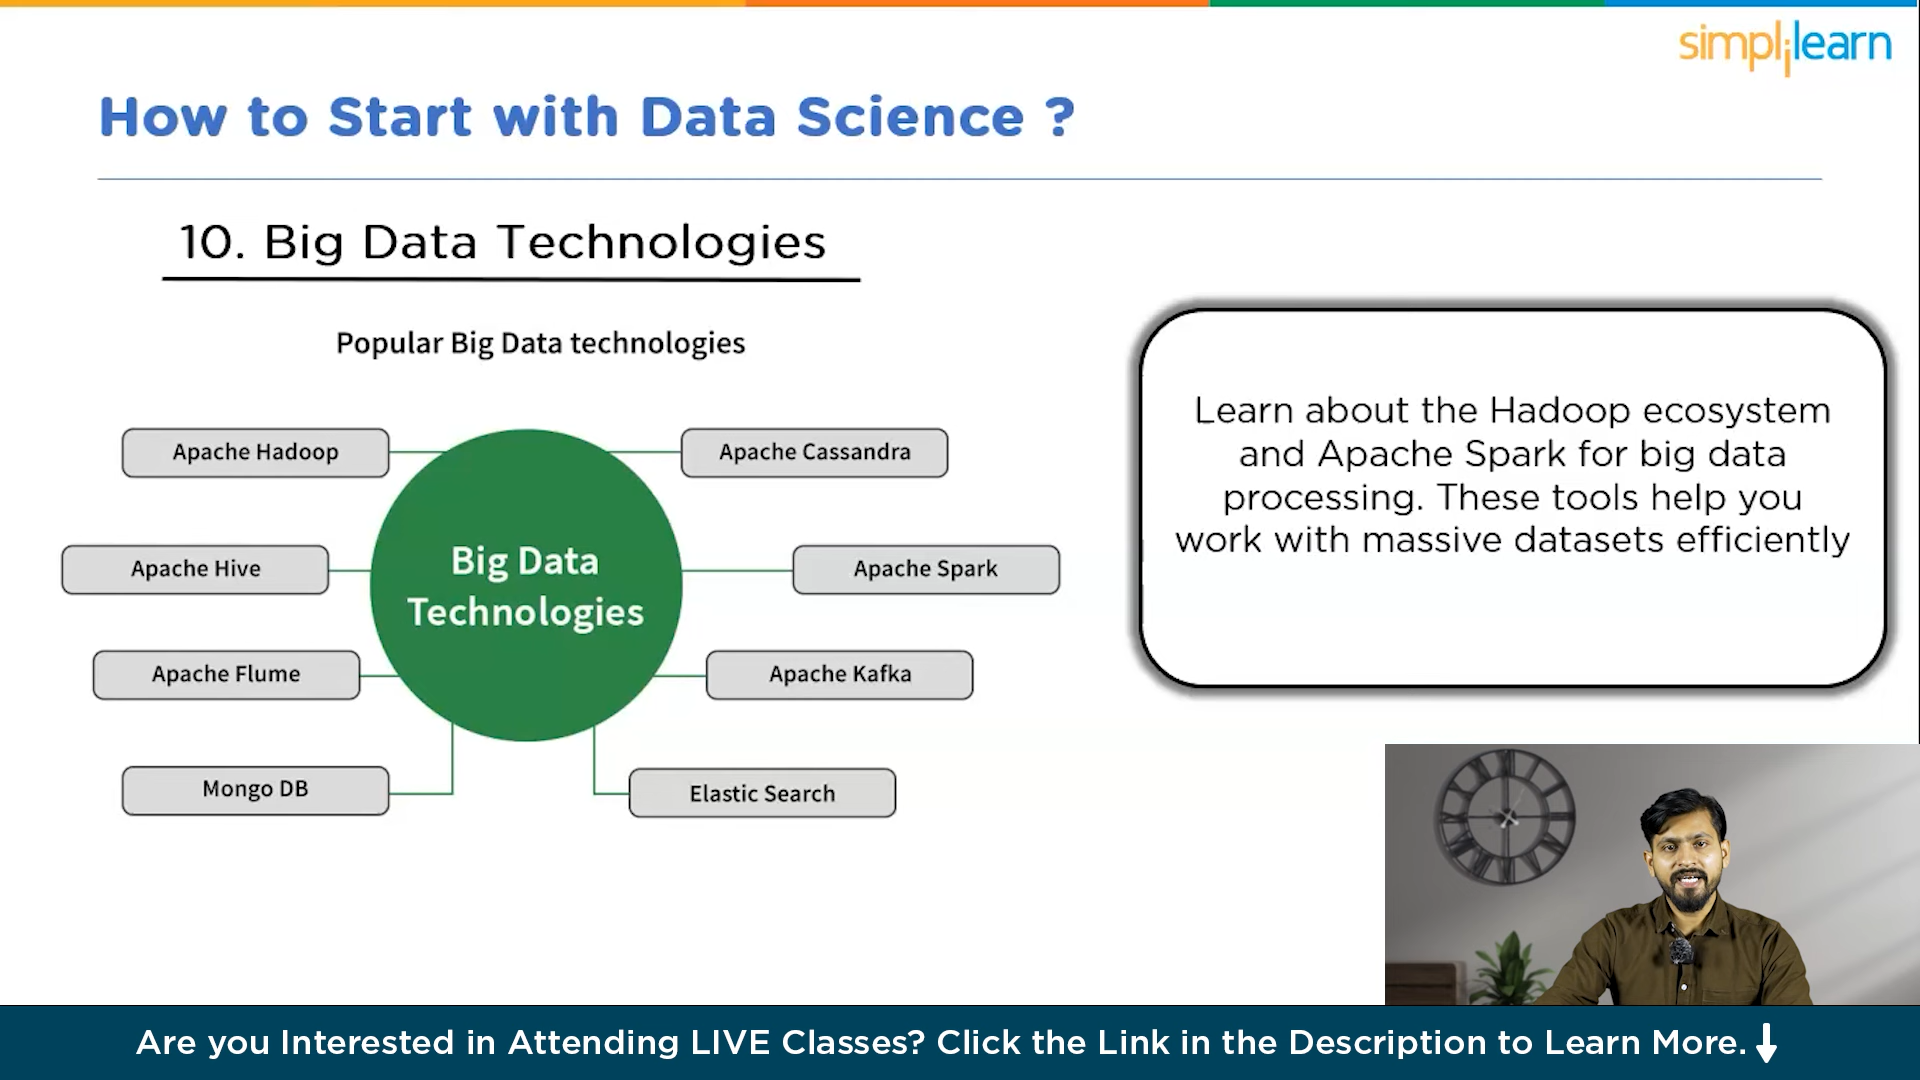 simplilearn
How to Start with Data Science ?
10. Big Data Technologies
Popular Big Data technologies
Apache Hadoop
Apache Cassandra
Apache Hive
Apache Spark
Big Data
Technologies
Apache Flume
Apache Kafka
Mongo DB
Elastic Search
Learn about the Hadoop ecosystem
and Apache Spark for big data
processing. These tools help you
work with massive datasets efficiently
Are you Interested in Attending LIVE Classes? Click the Link in the Description to Learn More.